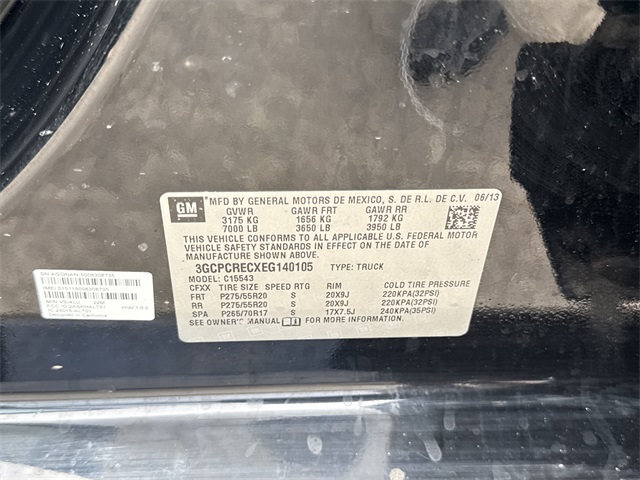 GM
MFD BY GENERAL MOTORS DE MEXICO, S. DE R.L. DE C.V. 06/13
GVWR GAWR FRT GAWR RR
3175 KG 1656 KG 1792 KG
7000 LB 3650 LB 3950 LB
THIS VEHICLE CONFORMS TO ALL APPLICABLE U.S. FEDERAL MOTOR
VEHICLE SAFETY STANDARDS IN EFFECT ON THE DATE OF
MANUFACTURE SHOWN ABOVE.
3GCPCRECXEG140105 TYPE: TRUCK
MODEL: C15543
CFXX TIRE SIZE SPEED RTG RIM COLD TIRE PRESSURE
FRT P275/55R20 S 20X9J 220KPA(32PSI)
RR P275/55R20 S 20X9J 220KPA(32PSI)
SPA P265/70R17 S 17X7.5J 240KPA(35PSI)
SEE OWNER'S MANUAL FOR MORE INFORMATION.
Designed in California